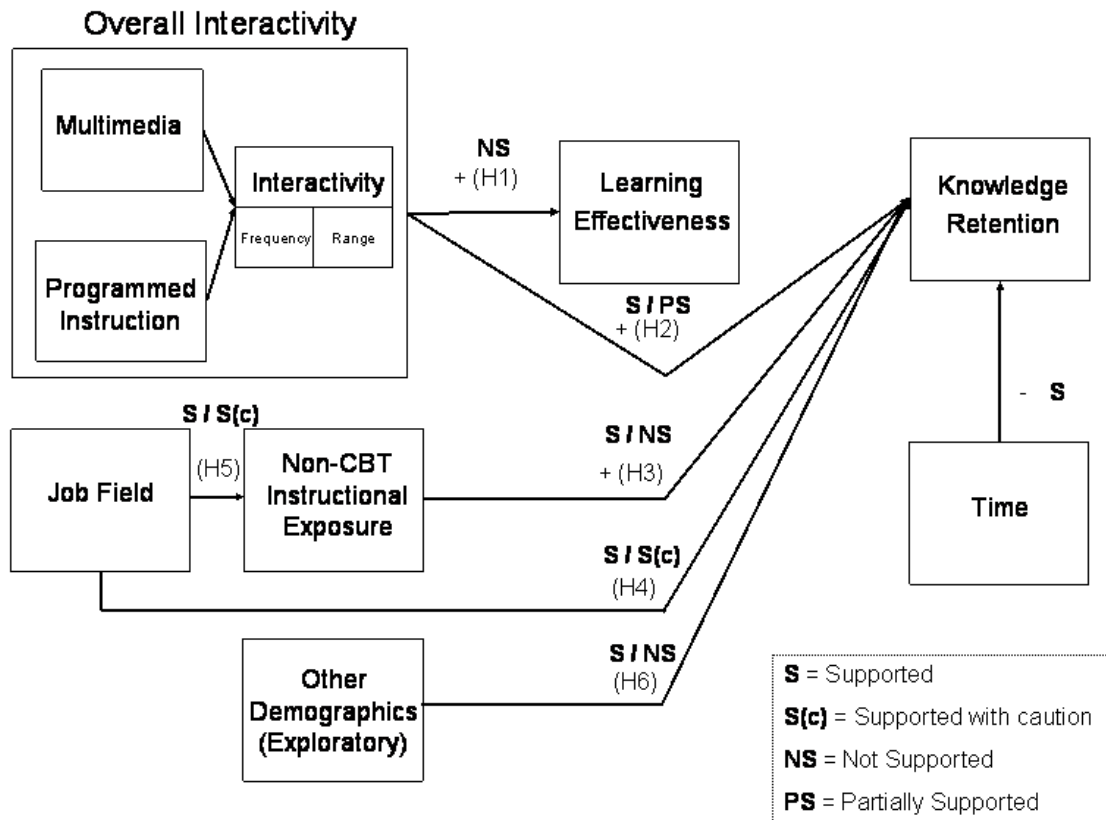 Overall Interactivity
Multimedia
Interactivity
Frequency
Range
Programmed
Instruction
NS
+ (H1)
Learning
Effectiveness
Knowledge
Retention
S / PS
+ (H2)
- S
Time
S / S(c)
(H5)
Job Field
Non-CBT
Instructional
Exposure
S / NS
+ (H3)
S / S(c)
(H4)
Other
Demographics
(Exploratory)
S / NS
(H6)
S = Supported
S(c) = Supported with caution
NS = Not Supported
PS = Partially Supported